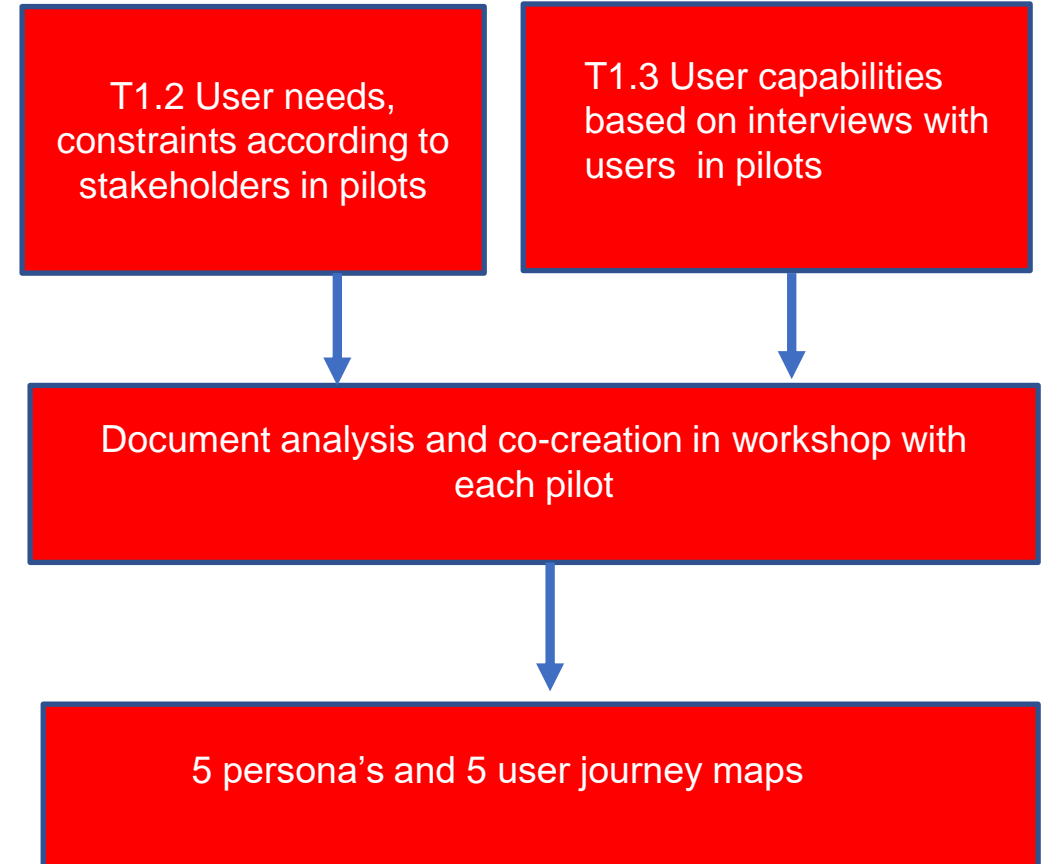 T1.2 User needs,
constraints according to
stakeholders in pilots
T1.3 User capabilities
based on interviews with
users  in pilots
Document analysis and co-creation in workshop with
each pilot
5 persona’s and 5 user journey maps